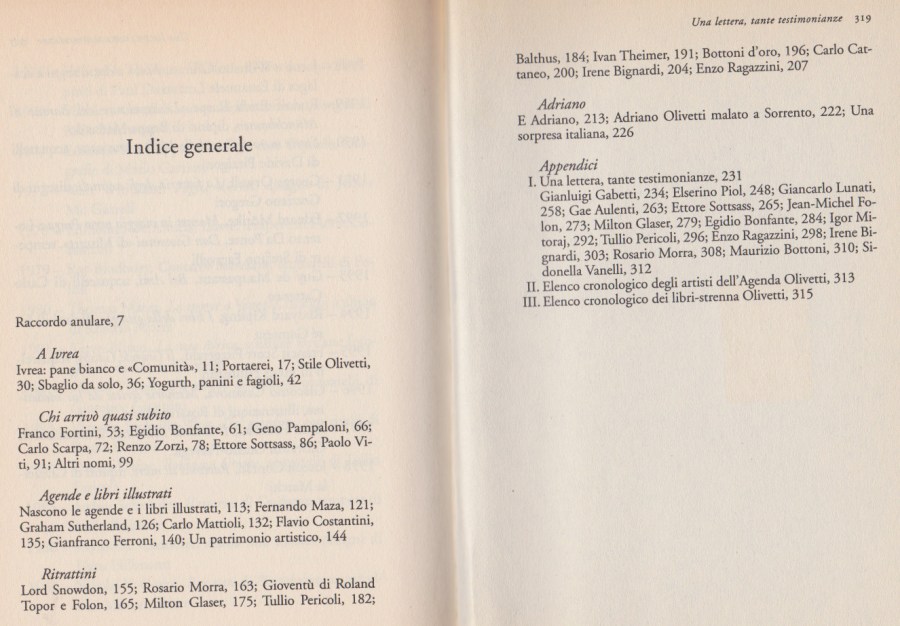 Indice generale
Raccordo anulare, 7
A Ivrea
Ivrea: pane bianco e «Comunità», 11; Portaerei, 17; Stile Olivetti,
30; Sbaglio da solo, 36; Yogurth, panini e fagioli, 42
Chi arrivò quasi subito
Franco Fortini, 53; Egidio Bonfante, 61; Geno Pampaloni, 66;
Carlo Scarpa, 72; Renzo Zorzi, 78; Ettore Sottsass, 86; Paolo Vi-
ti, 91; Altri nomi, 99
Agende e libri illustrati
Nascono le agende e i libri illustrati, 113; Fernando Maza, 121;
Graham Sutherland, 126; Carlo Mattioli, 132; Flavio Costantini,
135; Gianfranco Ferroni, 140; Un patrimonio artistico, 144
Ritrattini
Lord Snowdon, 155; Rosario Morra, 163; Gioventù di Roland
Topor e Folon, 165; Milton Glaser, 175; Tullio Pericoli, 182;
Una lettera, tante testimonianze 319
Balthus, 184; Ivan Theimer, 191; Bottoni d'oro, 196; Carlo Cat-
taneo, 200; Irene Bignardi, 204; Enzo Ragazzini, 207
Adriano
E Adriano, 213; Adriano Olivetti malato a Sorrento, 222; Una
sorpresa italiana, 226
Appendici
I. Una lettera, tante testimonianze, 231
Gianluigi Gabetti, 234; Elserino Piol, 248; Giancarlo Lunati,
258; Gae Aulenti, 263; Ettore Sottsass, 265; Jean-Michel Fo-
lon, 273; Milton Glaser, 279; Egidio Bonfante, 284; Igor Mi-
toraj, 292; Tullio Pericoli, 296; Enzo Ragazzini, 298; Irene Bi-
gnardi, 303; Rosario Morra, 308; Maurizio Bottoni, 310; Si-
donella Vanelli, 312
II. Elenco cronologico degli artisti dell'Agenda Olivetti, 313
III. Elenco cronologico dei libri-strenna Olivetti, 315